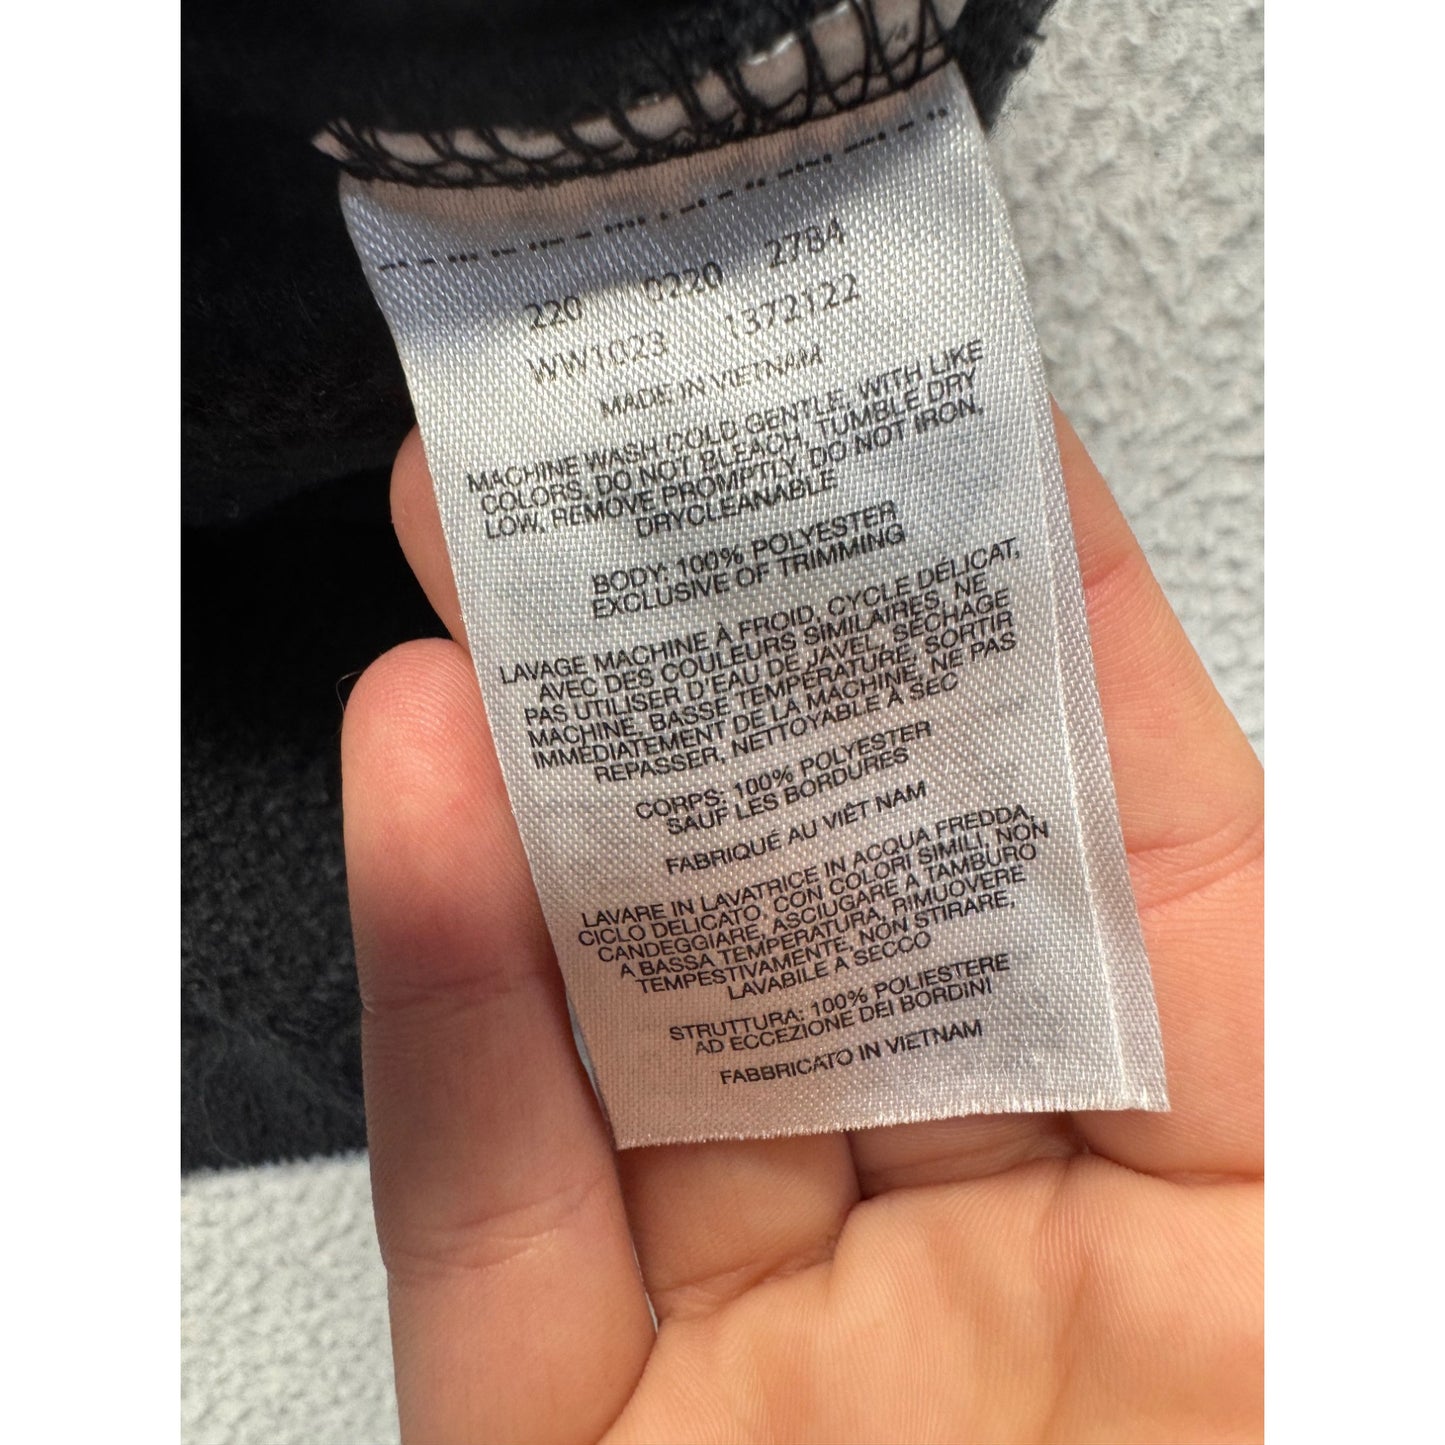 220 0220 2784
WW1023 1372122
MADE IN VIETNAM
MACHINE WASH COLD GENTLE, WITH LIKE
COLORS, DO NOT BLEACH, TUMBLE DRY
LOW, REMOVE PROMPTLY, DO NOT IRON,
DRYCLEANABLE
BODY: 100% POLYESTER
EXCLUSIVE OF TRIMMING
LAVAGE MACHINE À FROID, CYCLE DÉLICAT,
AVEC DES COULEURS SIMILAIRES, NE
PAS UTILISER D'EAU DE JAVEL, SÉCHAGE
MACHINE, BASSE TEMPÉRATURE, SORTIR
IMMÉDIATEMENT DE LA MACHINE, NE PAS
REPASSER, NETTOYABLE À SEC
CORPS: 100% POLYESTER
SAUF LES BORDURES
FABRIQUÉ AU VIÊT NAM
LAVARE IN LAVATRICE IN ACQUA FREDDA,
CICLO DELICATO, CON COLORI SIMILI, NON
CANDEGGIARE, ASCIUGARE A TAMBURO
A BASSA TEMPERATURA, RIMUOVERE
TEMPESTIVAMENTE, NON STIRARE,
LAVABILE A SECCO
STRUTTURA: 100% POLIESTERE
AD ECCEZIONE DEI BORDINI
FABBRICATO IN VIETNAM